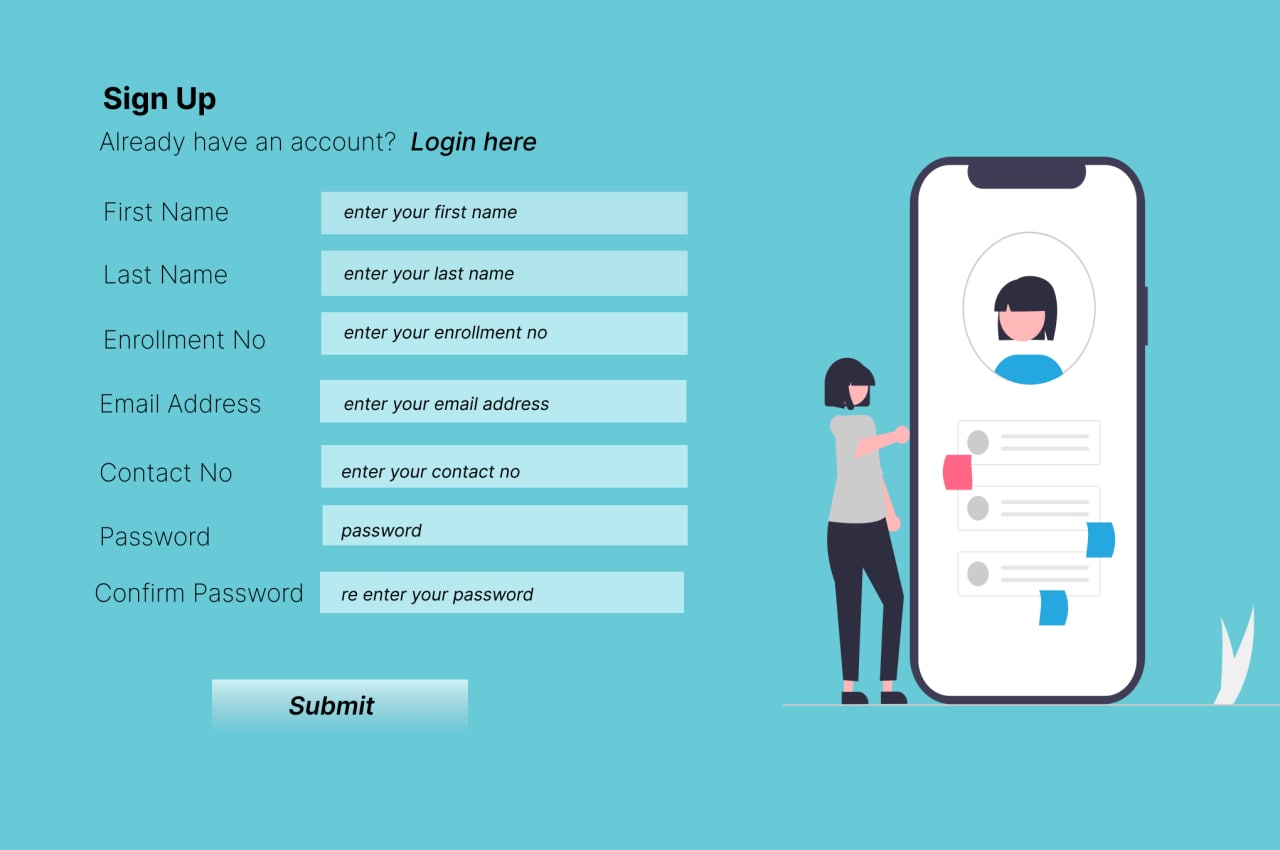 Sign Up
Already have an account? Login here
First Name enter your first name
Last Name enter your last name
Enrollment No enter your enrollment no
Email Address enter your email address
Contact No enter your contact no
Password password
Confirm Password re enter your password
Submit